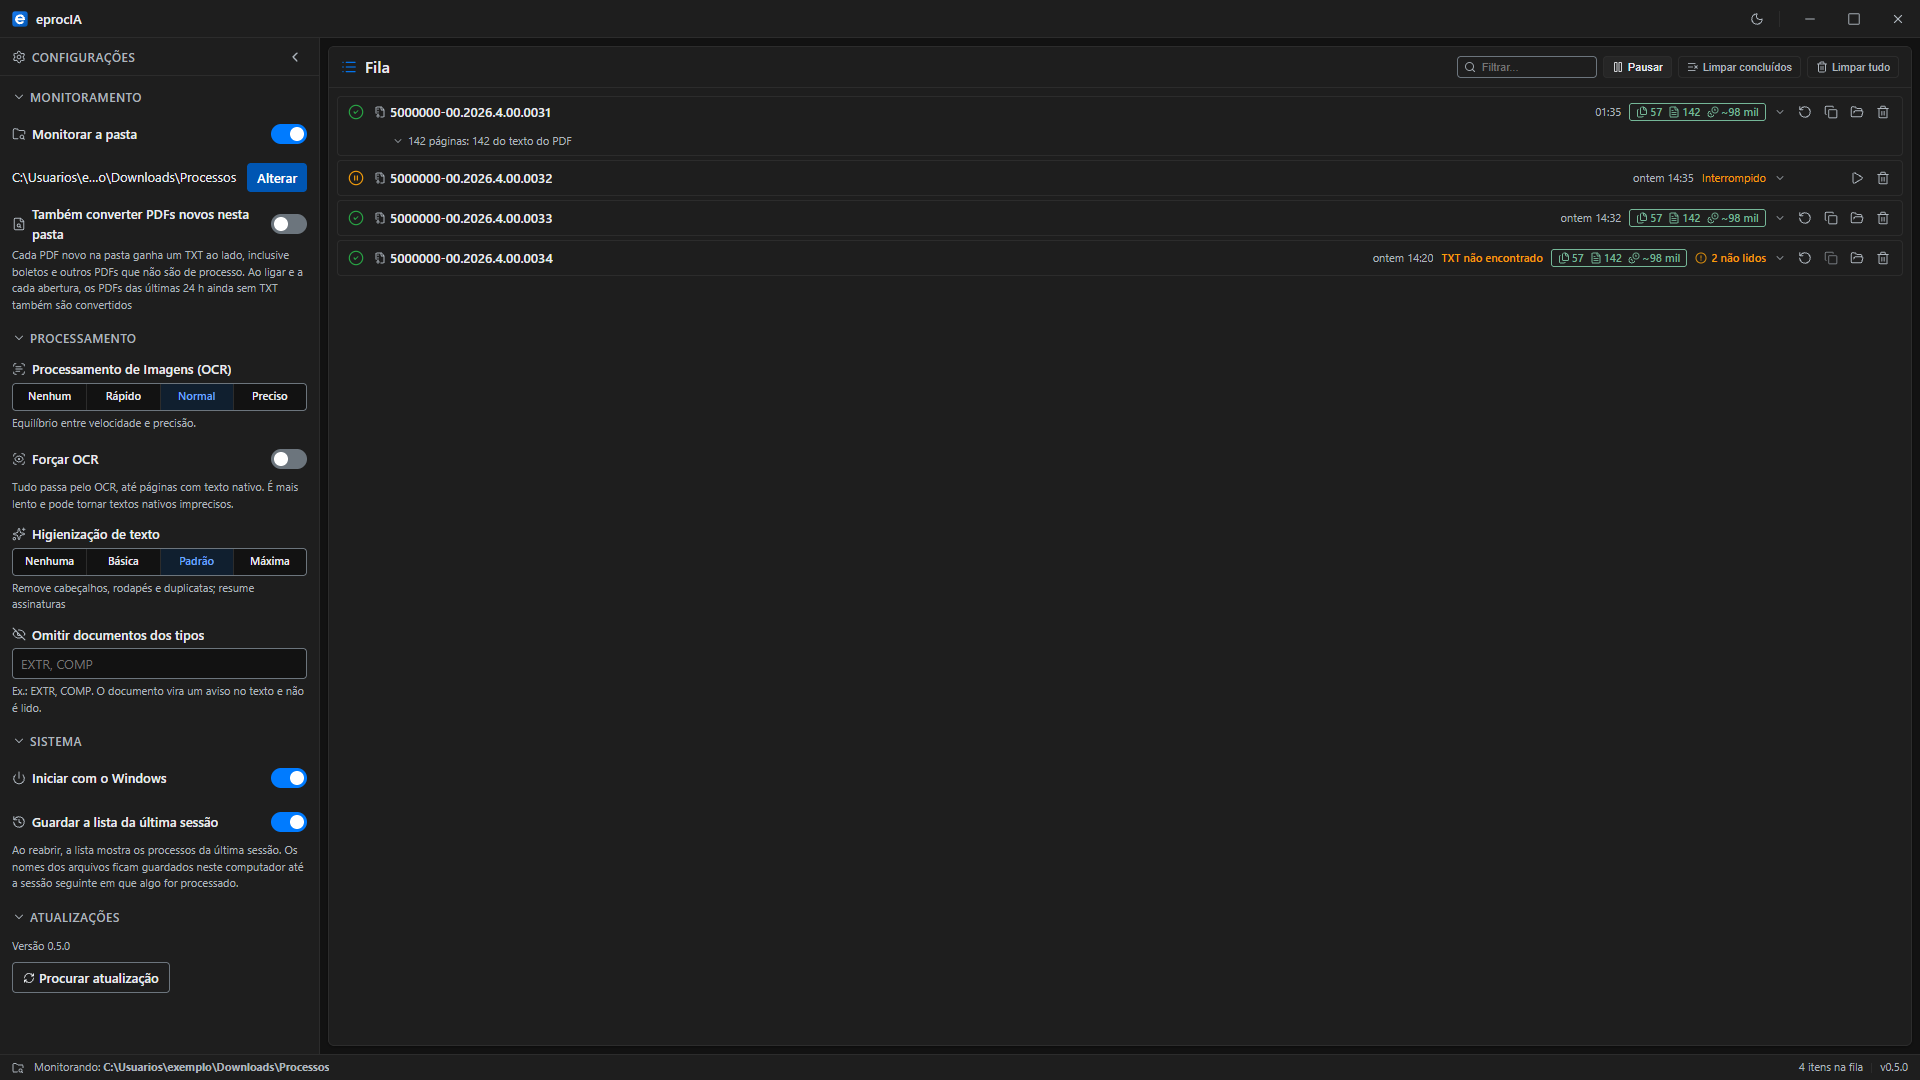 eprocIA
CONFIGURAÇÕES
MONITORAMENTO
Monitorar a pasta
C:\Usuarios\e...o\Downloads\Processos
Alterar
Também converter PDFs novos nesta
pasta
Cada PDF novo na pasta ganha um TXT ao lado, inclusive
boletos e outros PDFs que não são de processo. Ao ligar e a
cada abertura, os PDFs das últimas 24 h ainda sem TXT
também são convertidos
PROCESSAMENTO
Processamento de Imagens (OCR)
Nenhum Rápido Normal Preciso
Equilíbrio entre velocidade e precisão.
Forçar OCR
Tudo passa pelo OCR, até páginas com texto nativo. É mais
lento e pode tornar textos nativos imprecisos.
Higienização de texto
Nenhuma Básica Padrão Máxima
Remove cabeçalhos, rodapés e duplicatas; resume
assinaturas
Omitir documentos dos tipos
EXTR, COMP
Ex.: EXTR, COMP. O documento vira um aviso no texto e não
é lido.
SISTEMA
Iniciar com o Windows
Guardar a lista da última sessão
Ao reabrir, a lista mostra os processos da última sessão. Os
nomes dos arquivos ficam guardados neste computador até
a sessão seguinte em que algo for processado.
ATUALIZAÇÕES
Versão 0.5.0
Procurar atualização
Fila
Filtrar...
Pausar
Limpar concluídos
Limpar tudo
5000000-00.2026.4.00.0031 01:35 57 142 ~98 mil
142 páginas: 142 do texto do PDF
5000000-00.2026.4.00.0032 ontem 14:35 Interrompido
5000000-00.2026.4.00.0033 ontem 14:32 57 142 ~98 mil
5000000-00.2026.4.00.0034 ontem 14:20 TXT não encontrado 57 142 ~98 mil 2 não lidos
Monitorando: C:\Usuarios\exemplo\Downloads\Processos
4 itens na fila v0.5.0